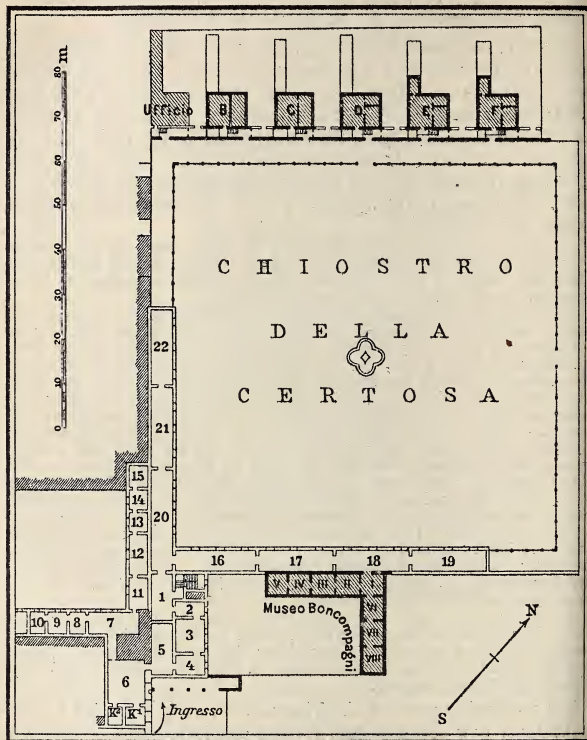 80 m
70
60
50
40
30
20
10
0
Ufficio B C D E F
CHIOSTRO
DELLA
CERTOSA
22
21
20
15
14
13
12
11
16 17 18 19
V IV III II I
VI
VII
VIII
Museo Boncompagni
1
2
3
4
5
6
7
8
9
10
K² K¹
Ingresso
N
S